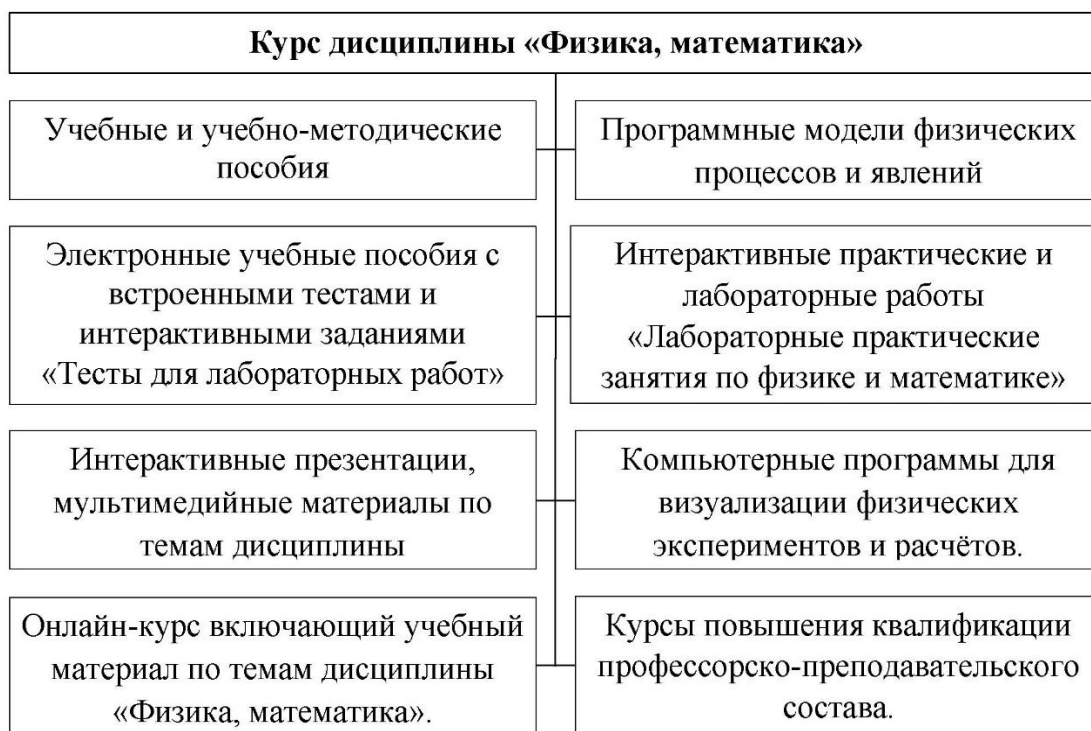 Курс дисциплины «Физика, математика»
Учебные и учебно-методические
пособия
Программные модели физических
процессов и явлений
Электронные учебные пособия с
встроенными тестами и
интерактивными заданиями
«Тесты для лабораторных работ»
Интерактивные практические и
лабораторные работы
«Лабораторные практические
занятия по физике и математике»
Интерактивные презентации,
мультимедийные материалы по
темам дисциплины
Компьютерные программы для
визуализации физических
экспериментов и расчётов.
Онлайн-курс включающий учебный
материал по темам дисциплины
«Физика, математика».
Курсы повышения квалификации
профессорско-преподавательского
состава.